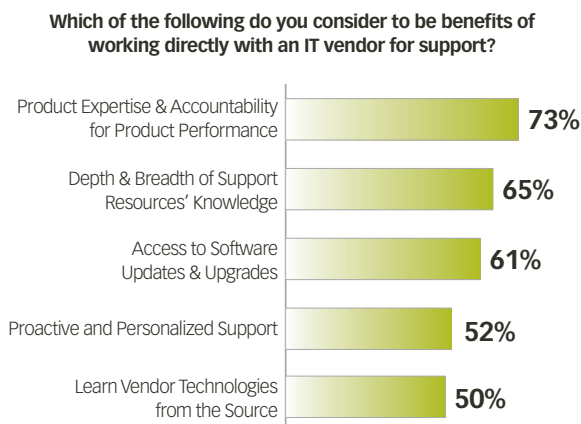 Which of the following do you consider to be benefits of
working directly with an IT vendor for support?
Product Expertise & Accountability
for Product Performance
73%
Depth & Breadth of Support
Resources’ Knowledge
65%
Access to Software
Updates & Upgrades
61%
Proactive and Personalized Support
52%
Learn Vendor Technologies
from the Source
50%